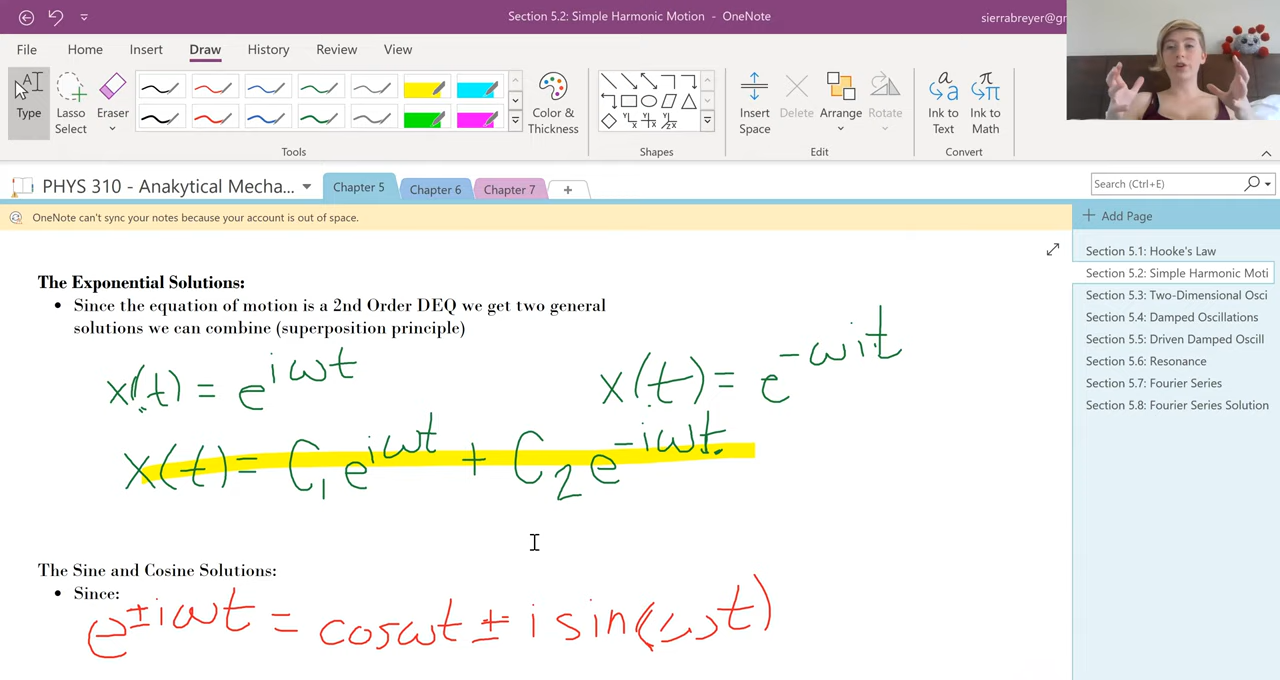 Section 5.2: Simple Harmonic Motion - OneNote
sierrabreyer@gr
File Home Insert Draw History Review View
Type
Lasso Select
Eraser
Color & Thickness
Insert Space
Delete
Arrange
Rotate
Ink to Text
Ink to Math
Tools
Shapes
Edit
Convert
PHYS 310 - Anakytical Mecha...
Chapter 5
Chapter 6
Chapter 7
Search (Ctrl+E)
OneNote can't sync your notes because your account is out of space.
Add Page
Section 5.1: Hooke's Law
Section 5.2: Simple Harmonic Moti
Section 5.3: Two-Dimensional Osci
Section 5.4: Damped Oscillations
Section 5.5: Driven Damped Oscill
Section 5.6: Resonance
Section 5.7: Fourier Series
Section 5.8: Fourier Series Solution
The Exponential Solutions:
• Since the equation of motion is a 2nd Order DEQ we get two general
solutions we can combine (superposition principle)
x(t) = e^{iωt}
x(t) = e^{-ωit}
x(t) = C₁e^{iωt} + C₂e^{-iωt}
The Sine and Cosine Solutions:
• Since:
e^{±iωt} = cosωt ± i sin(ωt)